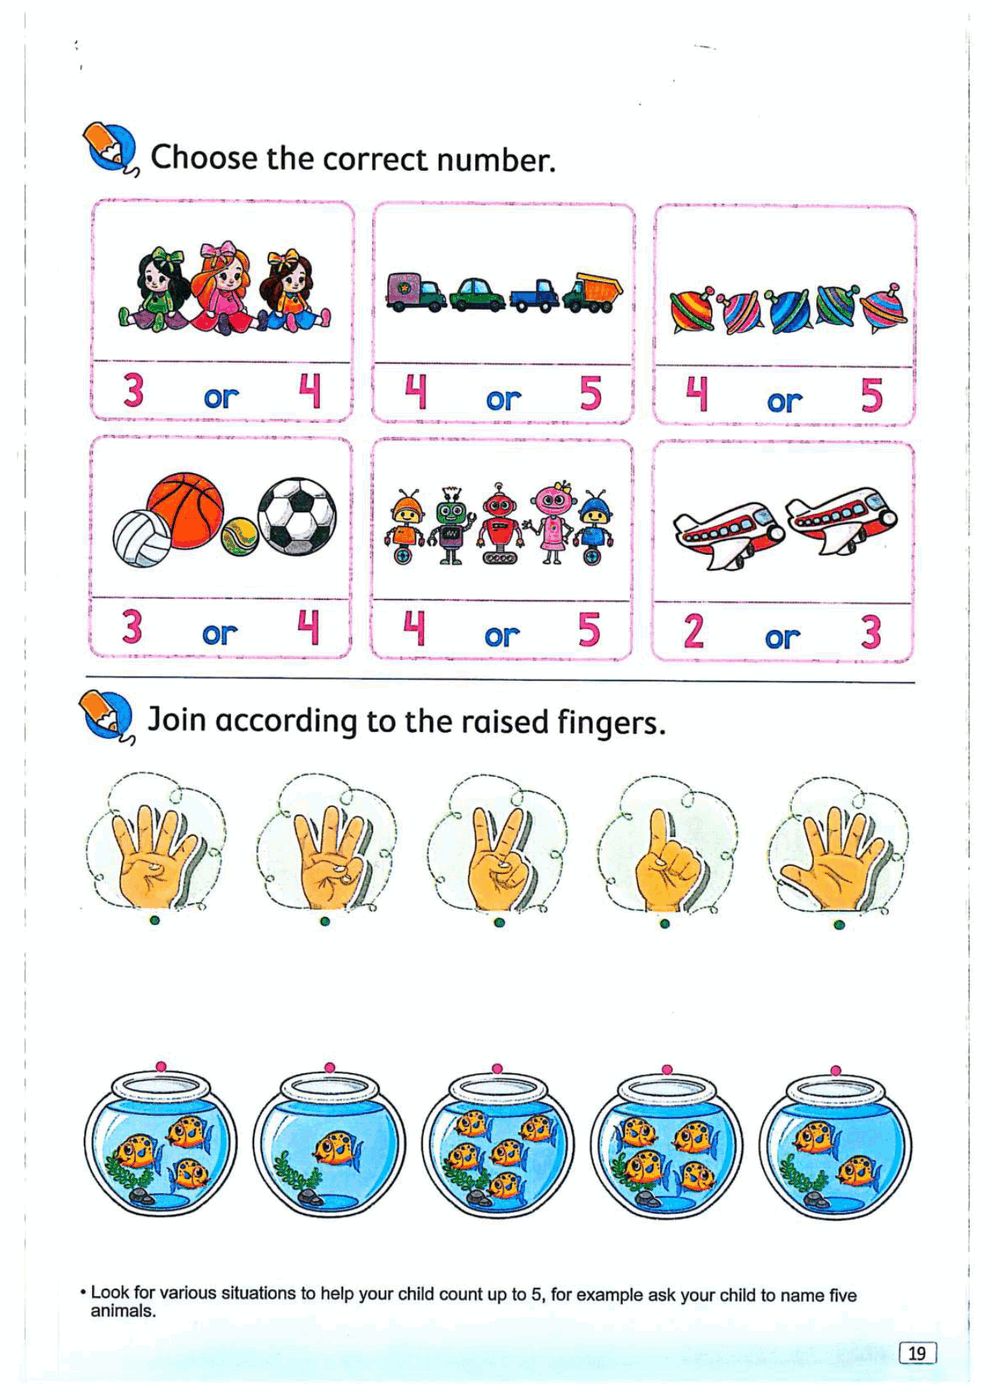 Choose the correct number.
3 or 4
4 or 5
4 or 5
3 or 4
4 or 5
2 or 3
Join according to the raised fingers.
• Look for various situations to help your child count up to 5, for example ask your child to name five
animals.
19